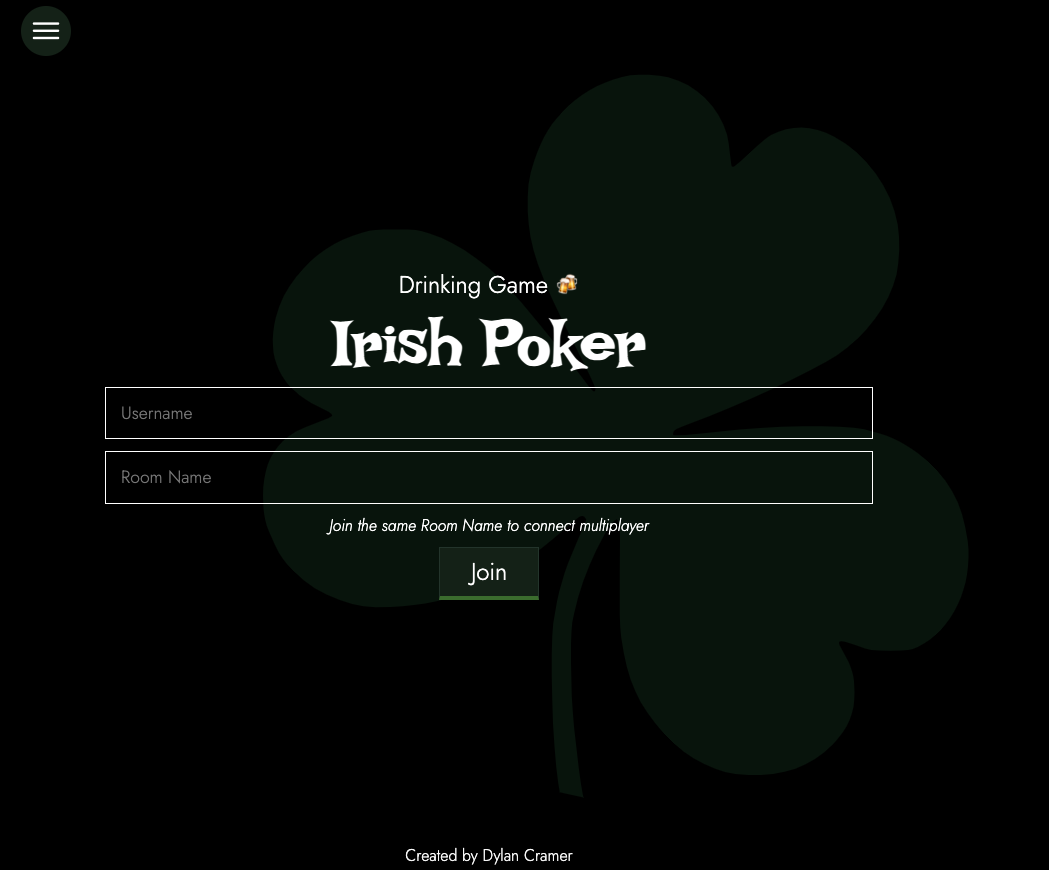 Drinking Game 🍻
Irish Poker
Username
Room Name
Join the same Room Name to connect multiplayer
Join
Created by Dylan Cramer